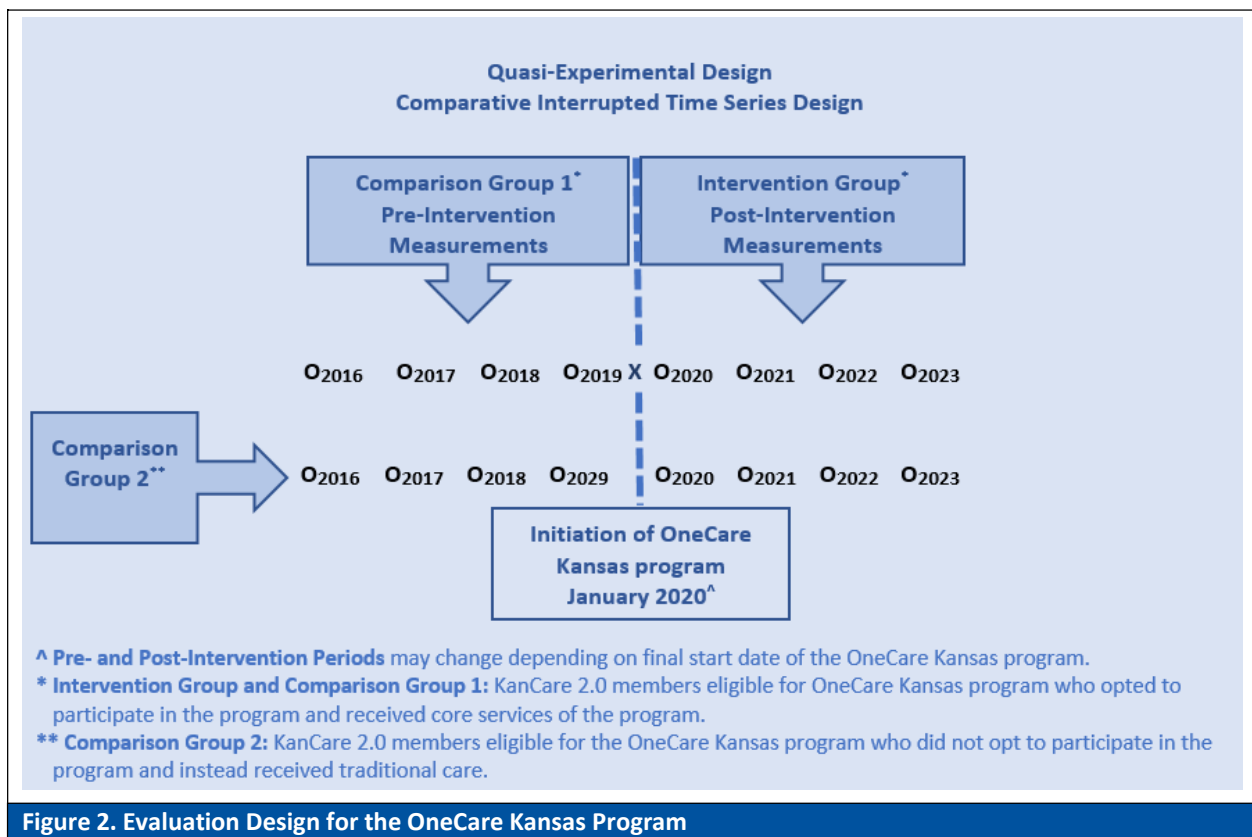 Quasi-Experimental Design
Comparative Interrupted Time Series Design
Comparison Group 1*
Pre-Intervention
Measurements
Intervention Group*
Post-Intervention
Measurements
O2016 O2017 O2018 O2019 X O2020 O2021 O2022 O2023
Comparison
Group 2**
O2016 O2017 O2018 O2029 O2020 O2021 O2022 O2023
Initiation of OneCare
Kansas program
January 2020^
^ Pre- and Post-Intervention Periods may change depending on final start date of the OneCare Kansas program.
* Intervention Group and Comparison Group 1: KanCare 2.0 members eligible for OneCare Kansas program who opted to
participate in the program and received core services of the program.
** Comparison Group 2: KanCare 2.0 members eligible for the OneCare Kansas program who did not opt to participate in the
program and instead received traditional care.
Figure 2. Evaluation Design for the OneCare Kansas Program